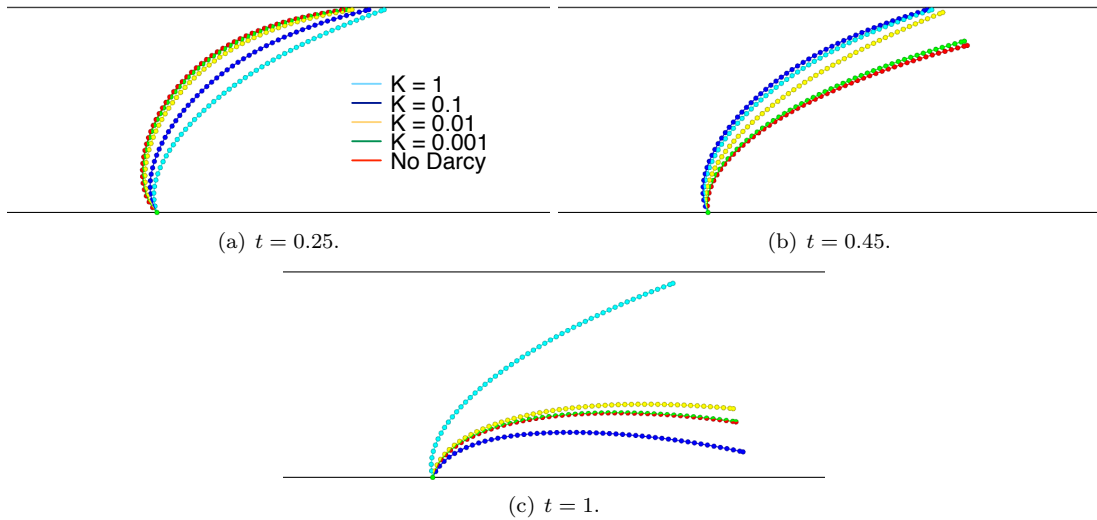 K = 1
K = 0.1
K = 0.01
K = 0.001
No Darcy
(a) t = 0.25.
(b) t = 0.45.
(c) t = 1.